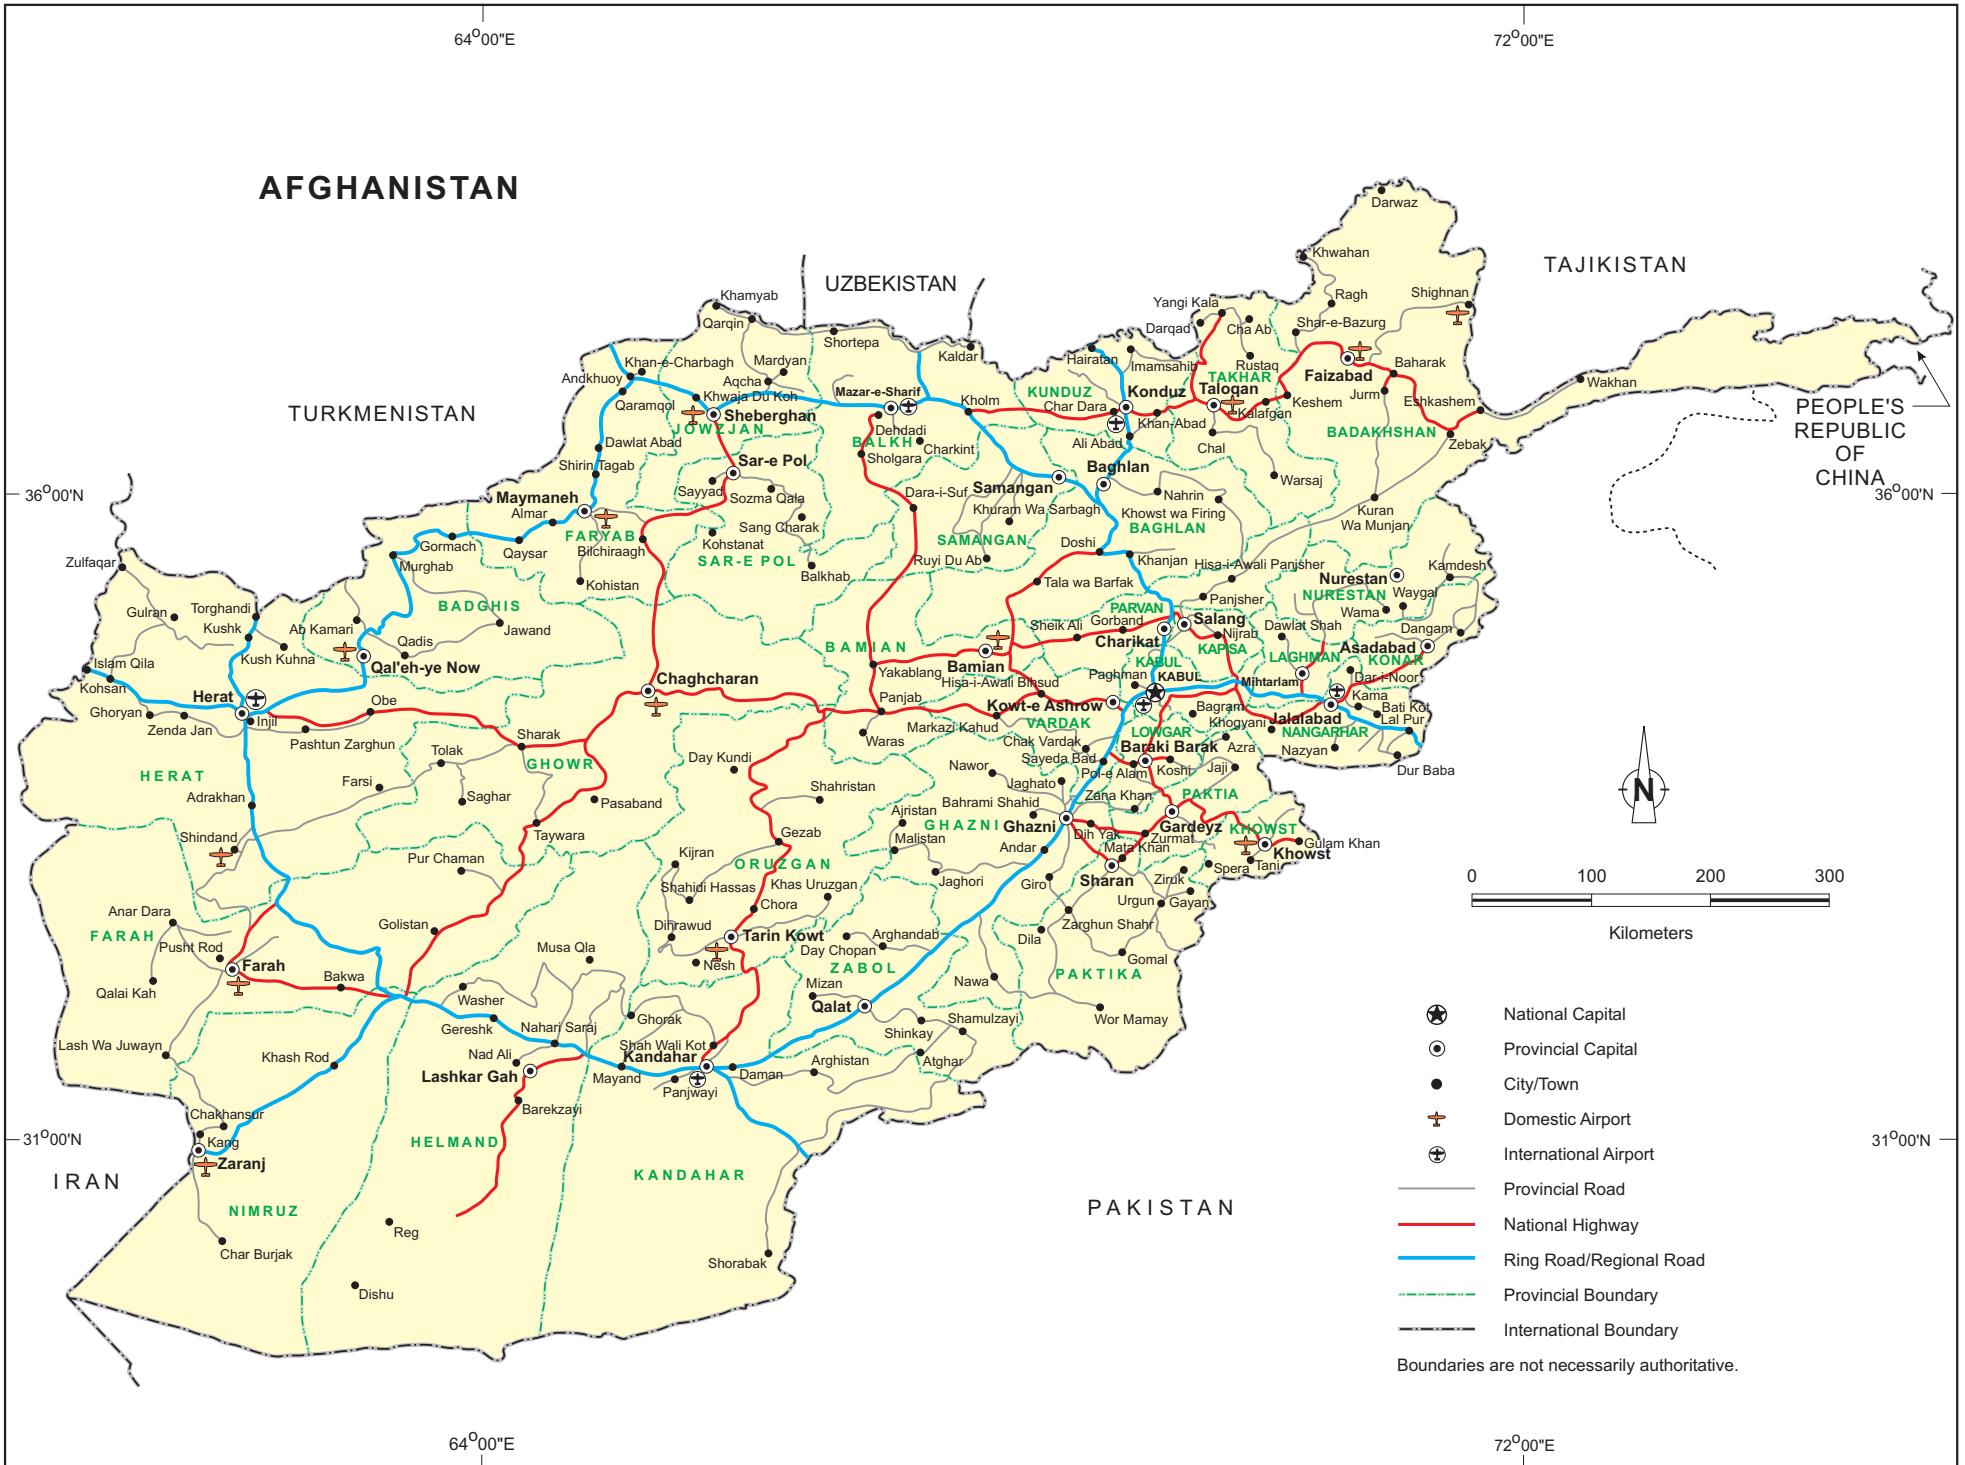 64°00"E
72°00"E
AFGHANISTAN
Darwaz
Khwahan
TAJIKISTAN
UZBEKISTAN
Khamyab
Yangi Kala
Ragh
Shighnan
Qarqin
Darqad
Cha Ab
Shar-e-Bazurg
Shortepa
Kaldar
Hairatan
Imamsahib
Rustaq
Baharak
Khan-e-Charbagh
Mardyan
Andkhuoy
Aqcha
TAKHAR
Faizabad
Wakhan
Qaramqol
Khwaja Du Koh
Mazar-e-Sharif
Kholm
KUNDUZ
Konduz
Taloqan
Keshem
Jurm
Eshkashem
TURKMENISTAN
Sheberghan
Char Dara
Kalafgan
PEOPLE'S
REPUBLIC
OF
CHINA
JOWZJAN
Dehdadi
Khan-Abad
BADAKHSHAN
Dawlat Abad
BALKH
Charkint
Ali Abad
Chal
Zebak
Shirin Tagab
Sar-e Pol
Sholgara
Baghlan
Warsaj
Sayyad
Sozma Qala
Dara-i-Suf
Samangan
Nahrin
36°00'N
36°00'N
Maymaneh
Almar
Sang Charak
Khuram Wa Sarbagh
Khowst wa Firing
Kuran
Wa Munjan
Gormach
Qaysar
FARYAB
Bilchiraagh
Kohstanat
SAMANGAN
BAGHLAN
Doshi
Zulfaqar
Murghab
SAR-E POL
Balkhab
Ruyi Du Ab
Khanjan
Hisa-i-Awali Panjsher
Nurestan
Kamdesh
Kohistan
Tala wa Barfak
NURESTAN
Waygal
Gulran
Torghandi
BADGHIS
PARVAN
Panjsher
Wama
Kushk
Ab Kamari
Qadis
Jawand
Sheik Ali
Gorband
Salang
Dawlat Shah
Dangam
Kush Kuhna
Charikat
Nijrab
Asadabad
Islam Qila
Qal'eh-ye Now
BAMIAN
Bamian
KABUL
KAPISA
LAGHMAN
KONAR
Kohsan
Chaghcharan
Yakablang
Hisa-i-Awali Bihsud
Paghman
KABUL
Mihtarlam
Dar-i-Noor
Herat
Obe
Panjab
Kowt-e Ashrow
Kama
Ghoryan
Injil
Bagram
Jalalabad
Bati Kot
Zenda Jan
Pashtun Zarghun
Markazi Kahud
VARDAK
Khogyani
Lal Pur
Sharak
Waras
Chak Vardak
LOWGAR
NANGARHAR
Tolak
Baraki Barak
Azra
Nazyan
HERAT
GHOWR
Day Kundi
Nawor
Sayeda Bad
Pol-e Alam
Koshi
Jaji
Dur Baba
Farsi
Saghar
Shahristan
Jaghato
Adrakhan
Pasaband
Bahrami Shahid
Zana Khan
PAKTIA
Ajristan
Taywara
GHAZNI
Ghazni
Gardeyz
Shindand
Gezab
Malistan
Dih Yak
Zurmat
KHOWST
Gulam Khan
Pur Chaman
Kijran
ORUZGAN
Andar
Mata Khan
Khowst
Shahidi Hassas
Khas Uruzgan
Jaghori
Giro
Sharan
Ziruk
Spera
Tani
0
100
200
300
Kilometers
N
Anar Dara
Golistan
Chora
Urgun
Gayan
FARAH
Dihrawud
Tarin Kowt
Arghandab
Dila
Zarghun Shahr
Pusht Rod
Musa Qla
Day Chopan
Farah
Nesh
ZABOL
Gomal
Qalai Kah
Bakwa
Washer
Mizan
Nawa
PAKTIKA
Qalat
Gereshk
Nahari Saraj
Ghorak
Shamulzayi
Wor Mamay
Lash Wa Juwayn
Shah Wali Kot
Shinkay
Khash Rod
Nad Ali
Kandahar
Arghistan
Atghar
Lashkar Gah
Mayand
Panjwayi
Daman
Chakhansur
Barekzayi
31°00'N
31°00'N
Kang
HELMAND
Zaranj
IRAN
KANDAHAR
NIMRUZ
PAKISTAN
Reg
Char Burjak
Shorabak
Dishu
National Capital
Provincial Capital
City/Town
Domestic Airport
International Airport
Provincial Road
National Highway
Ring Road/Regional Road
Provincial Boundary
International Boundary
Boundaries are not necessarily authoritative.
64°00"E
72°00"E